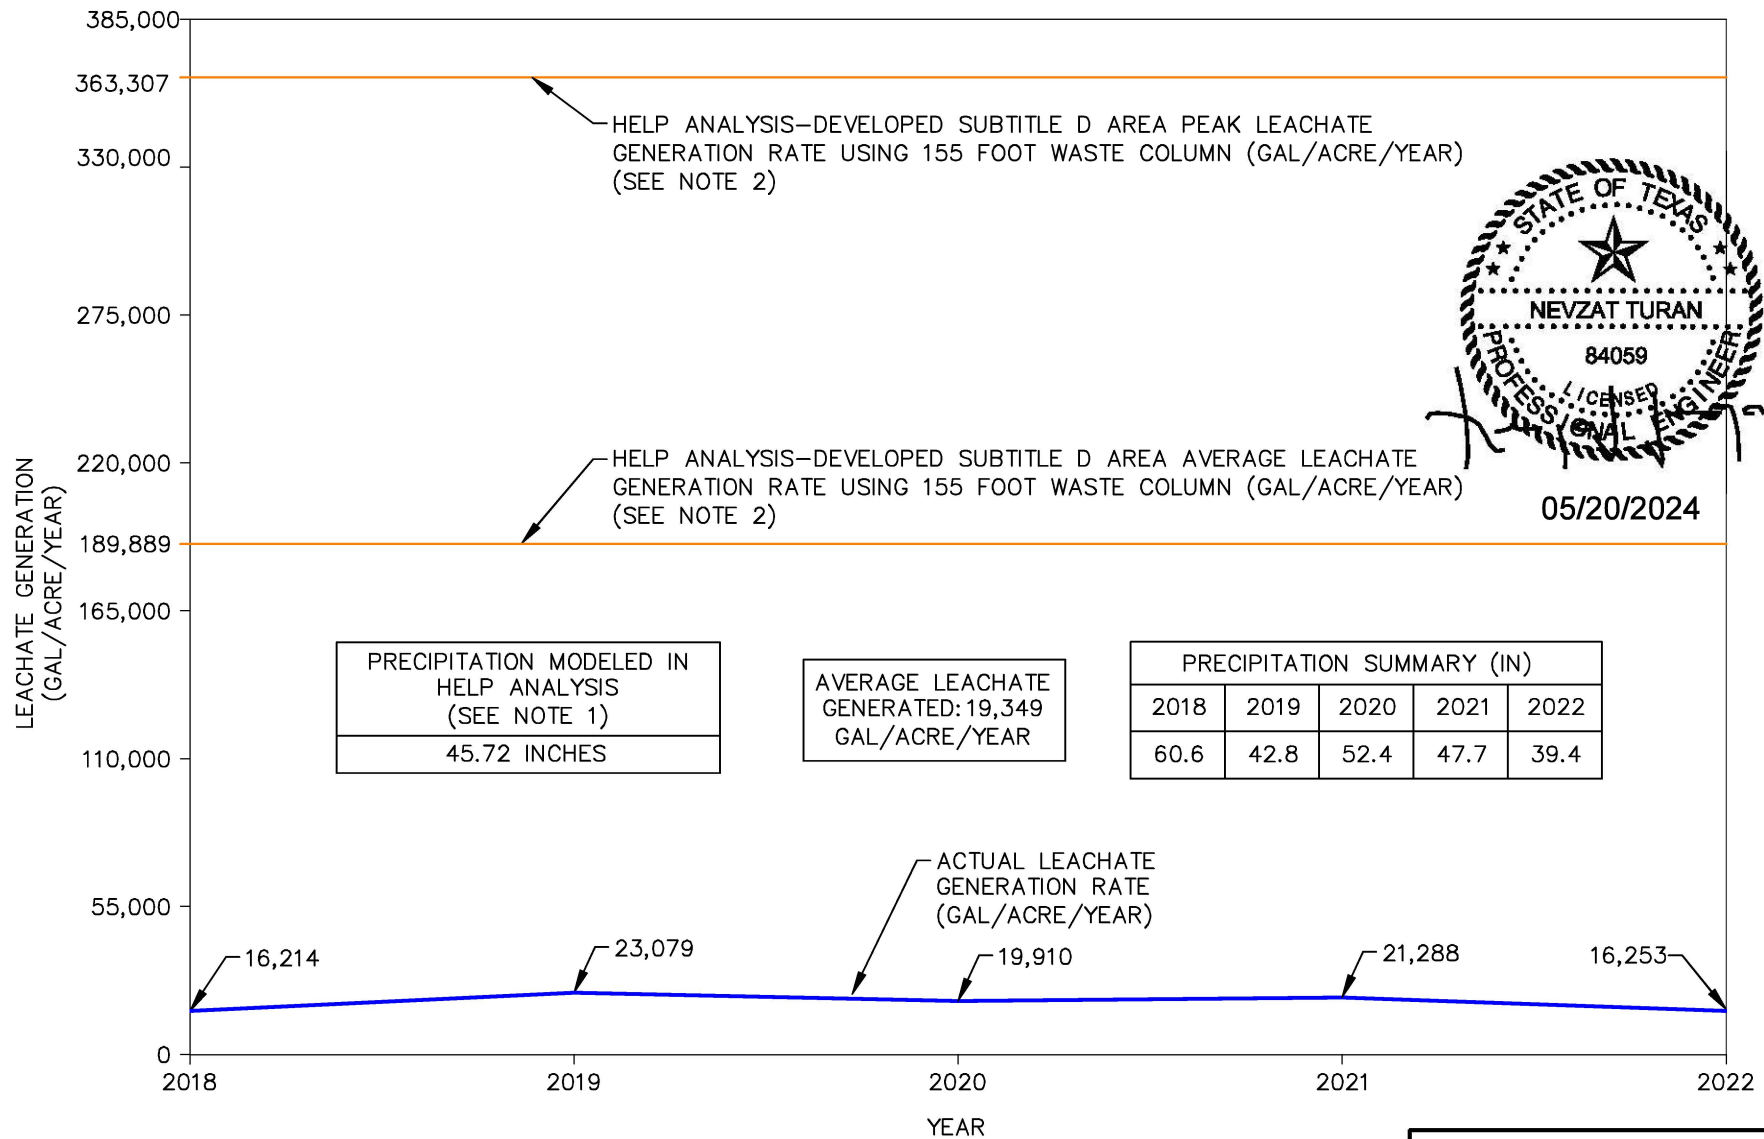 385,000
363,307
HELP ANALYSIS-DEVELOPED SUBTITLE D AREA PEAK LEACHATE
GENERATION RATE USING 155 FOOT WASTE COLUMN (GAL/ACRE/YEAR)
(SEE NOTE 2)
330,000
STATE OF TEXAS
NEVZAT TURAN
84059
LICENSED
PROFESSIONAL ENGINEER
05/20/2024
275,000
220,000
HELP ANALYSIS-DEVELOPED SUBTITLE D AREA AVERAGE LEACHATE
GENERATION RATE USING 155 FOOT WASTE COLUMN (GAL/ACRE/YEAR)
(SEE NOTE 2)
189,889
LEACHATE GENERATION
(GAL/ACRE/YEAR)
165,000
PRECIPITATION MODELED IN
HELP ANALYSIS
(SEE NOTE 1)
45.72 INCHES
AVERAGE LEACHATE
GENERATED: 19,349
GAL/ACRE/YEAR
PRECIPITATION SUMMARY (IN)
2018 2019 2020 2021 2022
60.6 42.8 52.4 47.7 39.4
110,000
ACTUAL LEACHATE
GENERATION RATE
(GAL/ACRE/YEAR)
55,000
16,214
23,079
19,910
21,288
16,253
0
2018 2019 2020 2021 2022
YEAR